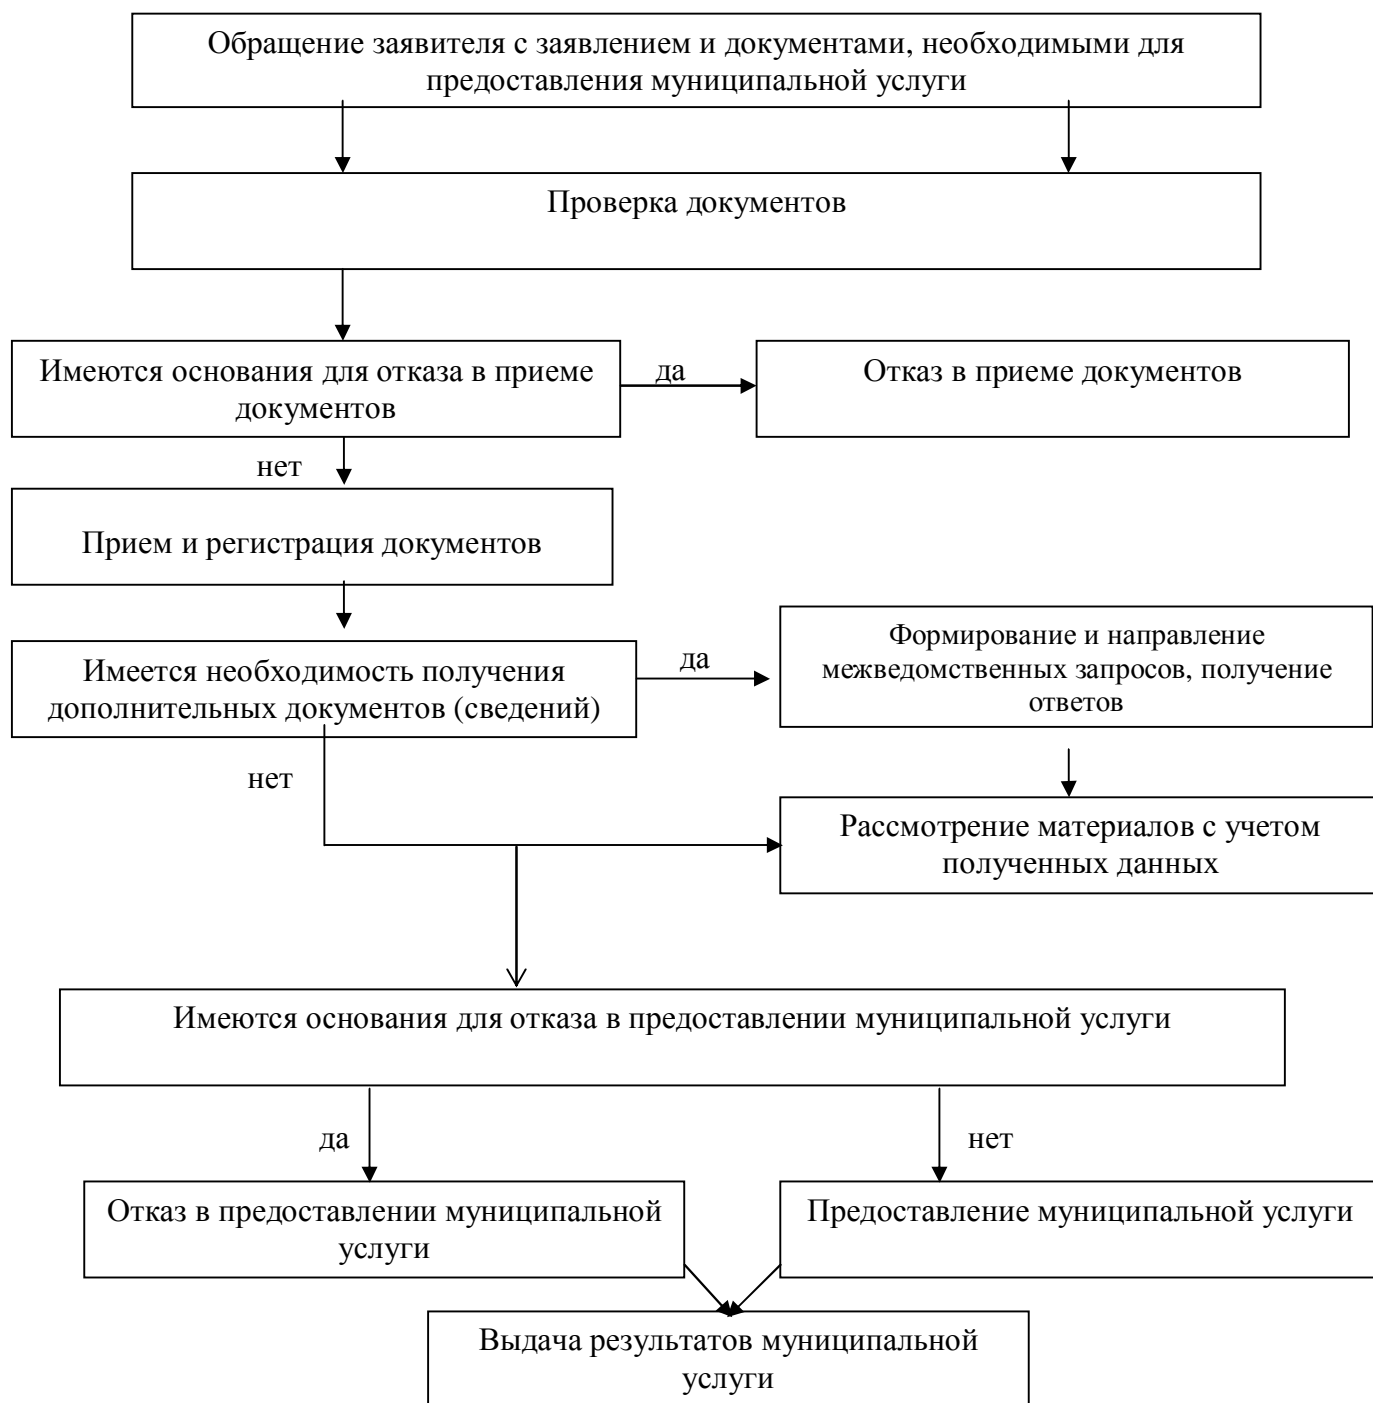 Обращение заявителя с заявлением и документами, необходимыми для
предоставления муниципальной услуги
Проверка документов
Имеются основания для отказа в приеме
документов
да
Отказ в приеме документов
нет
Прием и регистрация документов
Имеется необходимость получения
дополнительных документов (сведений)
да
Формирование и направление
межведомственных запросов, получение
ответов
нет
Рассмотрение материалов с учетом
полученных данных
Имеются основания для отказа в предоставлении муниципальной услуги
да
нет
Отказ в предоставлении муниципальной
услуги
Предоставление муниципальной услуги
Выдача результатов муниципальной
услуги